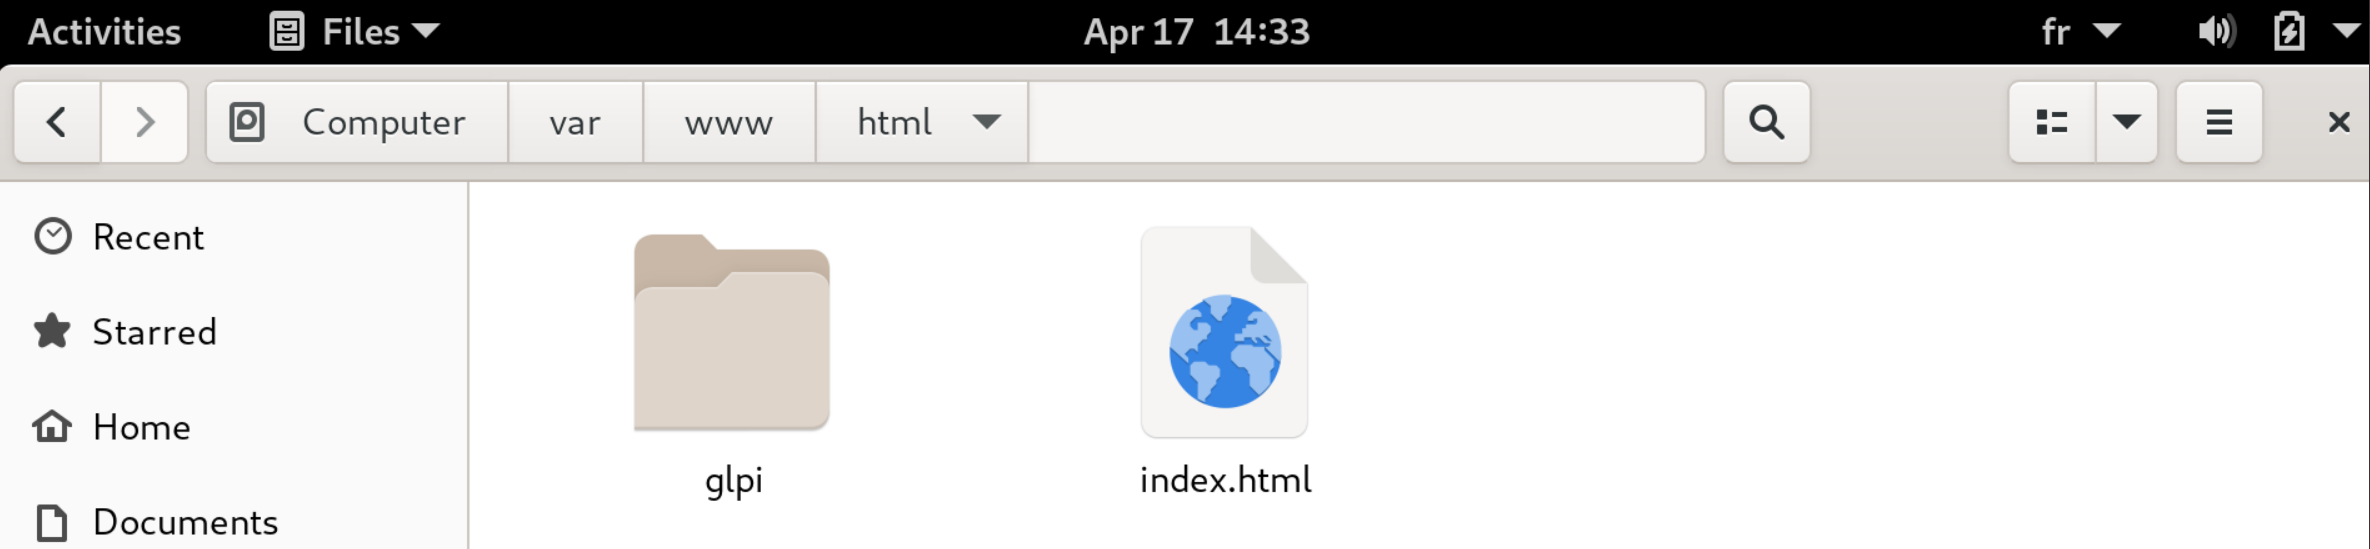 Activities Files Apr 17 14:33 fr
Computer var www html
Recent
Starred
Home
Documents
glpi index.html